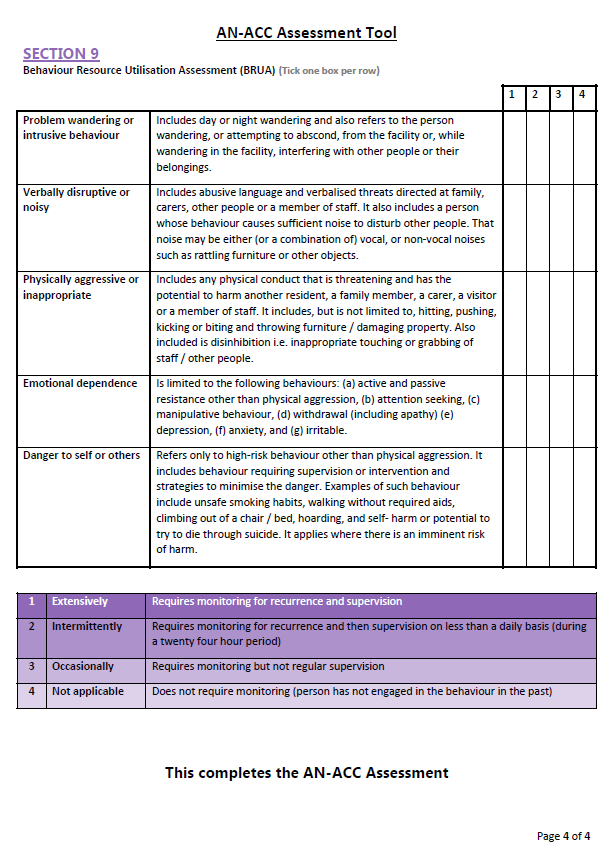 AN-ACC Assessment Tool
SECTION 9
Behaviour Resource Utilisation Assessment (BRUA) (Tick one box per row)
1 2 3 4
Problem wandering or
intrusive behaviour
Includes day or night wandering and also refers to the person
wandering, or attempting to abscond, from the facility or, while
wandering in the facility, interfering with other people or their
belongings.
Verbally disruptive or
noisy
Includes abusive language and verbalised threats directed at family,
carers, other people or a member of staff. It also includes a person
whose behaviour causes sufficient noise to disturb other people. That
noise may be either (or a combination of) vocal, or non-vocal noises
such as rattling furniture or other objects.
Physically aggressive or
inappropriate
Includes any physical conduct that is threatening and has the
potential to harm another resident, a family member, a carer, a visitor
or a member of staff. It includes, but is not limited to, hitting, pushing,
kicking or biting and throwing furniture / damaging property. Also
included is disinhibition i.e. inappropriate touching or grabbing of
staff / other people.
Emotional dependence
Is limited to the following behaviours: (a) active and passive
resistance other than physical aggression, (b) attention seeking, (c)
manipulative behaviour, (d) withdrawal (including apathy) (e)
depression, (f) anxiety, and (g) irritable.
Danger to self or others
Refers only to high-risk behaviour other than physical aggression. It
includes behaviour requiring supervision or intervention and
strategies to minimise the danger. Examples of such behaviour
include unsafe smoking habits, walking without required aids,
climbing out of a chair / bed, hoarding, and self- harm or potential to
try to die through suicide. It applies where there is an imminent risk
of harm.
1 Extensively Requires monitoring for recurrence and supervision
2 Intermittently Requires monitoring for recurrence and then supervision on less than a daily basis (during
a twenty four hour period)
3 Occasionally Requires monitoring but not regular supervision
4 Not applicable Does not require monitoring (person has not engaged in the behaviour in the past)
This completes the AN-ACC Assessment
Page 4 of 4